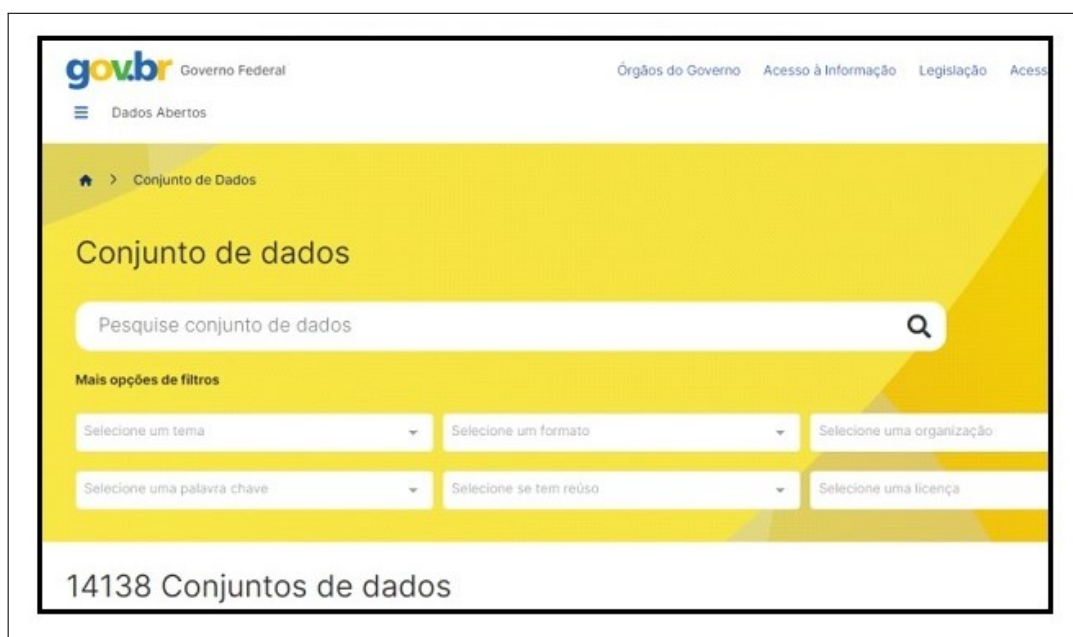 gov.br Governo Federal Órgãos do Governo Acesso à Informação Legislação Acess
Dados Abertos
Conjunto de Dados
Conjunto de dados
Pesquise conjunto de dados
Mais opções de filtros
Selecione um tema Selecione um formato Selecione uma organização
Selecione uma palavra chave Selecione se tem reúso Selecione uma licença
14138 Conjuntos de dados